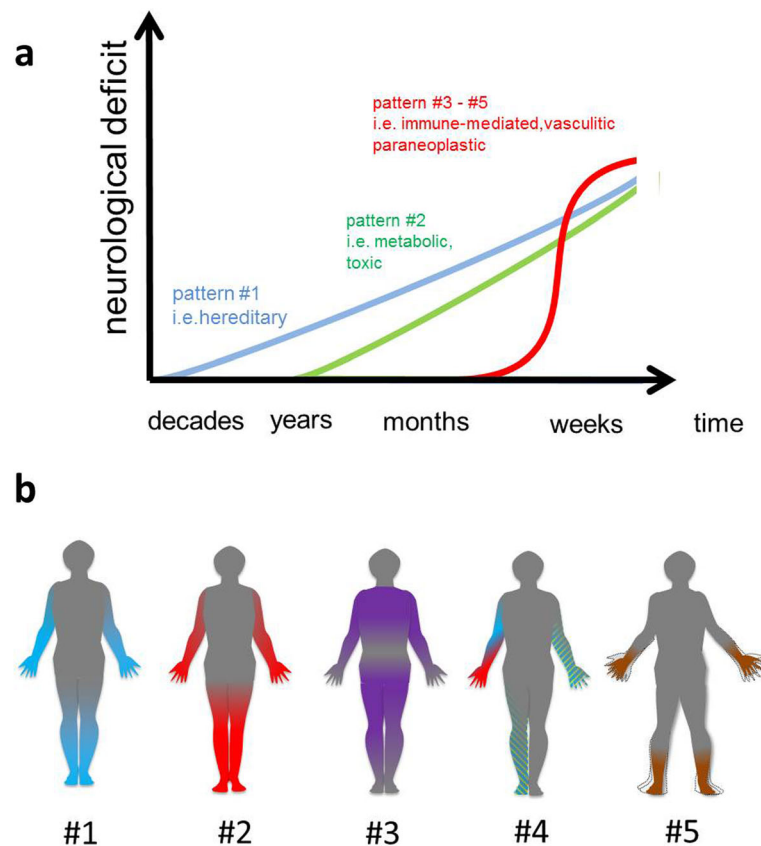 a
neurological deficit
pattern #3 - #5
i.e. immune-mediated,vasculitic
paraneoplastic
pattern #2
i.e. metabolic,
toxic
pattern #1
i.e.hereditary
decades years months weeks time
b
#1 #2 #3 #4 #5